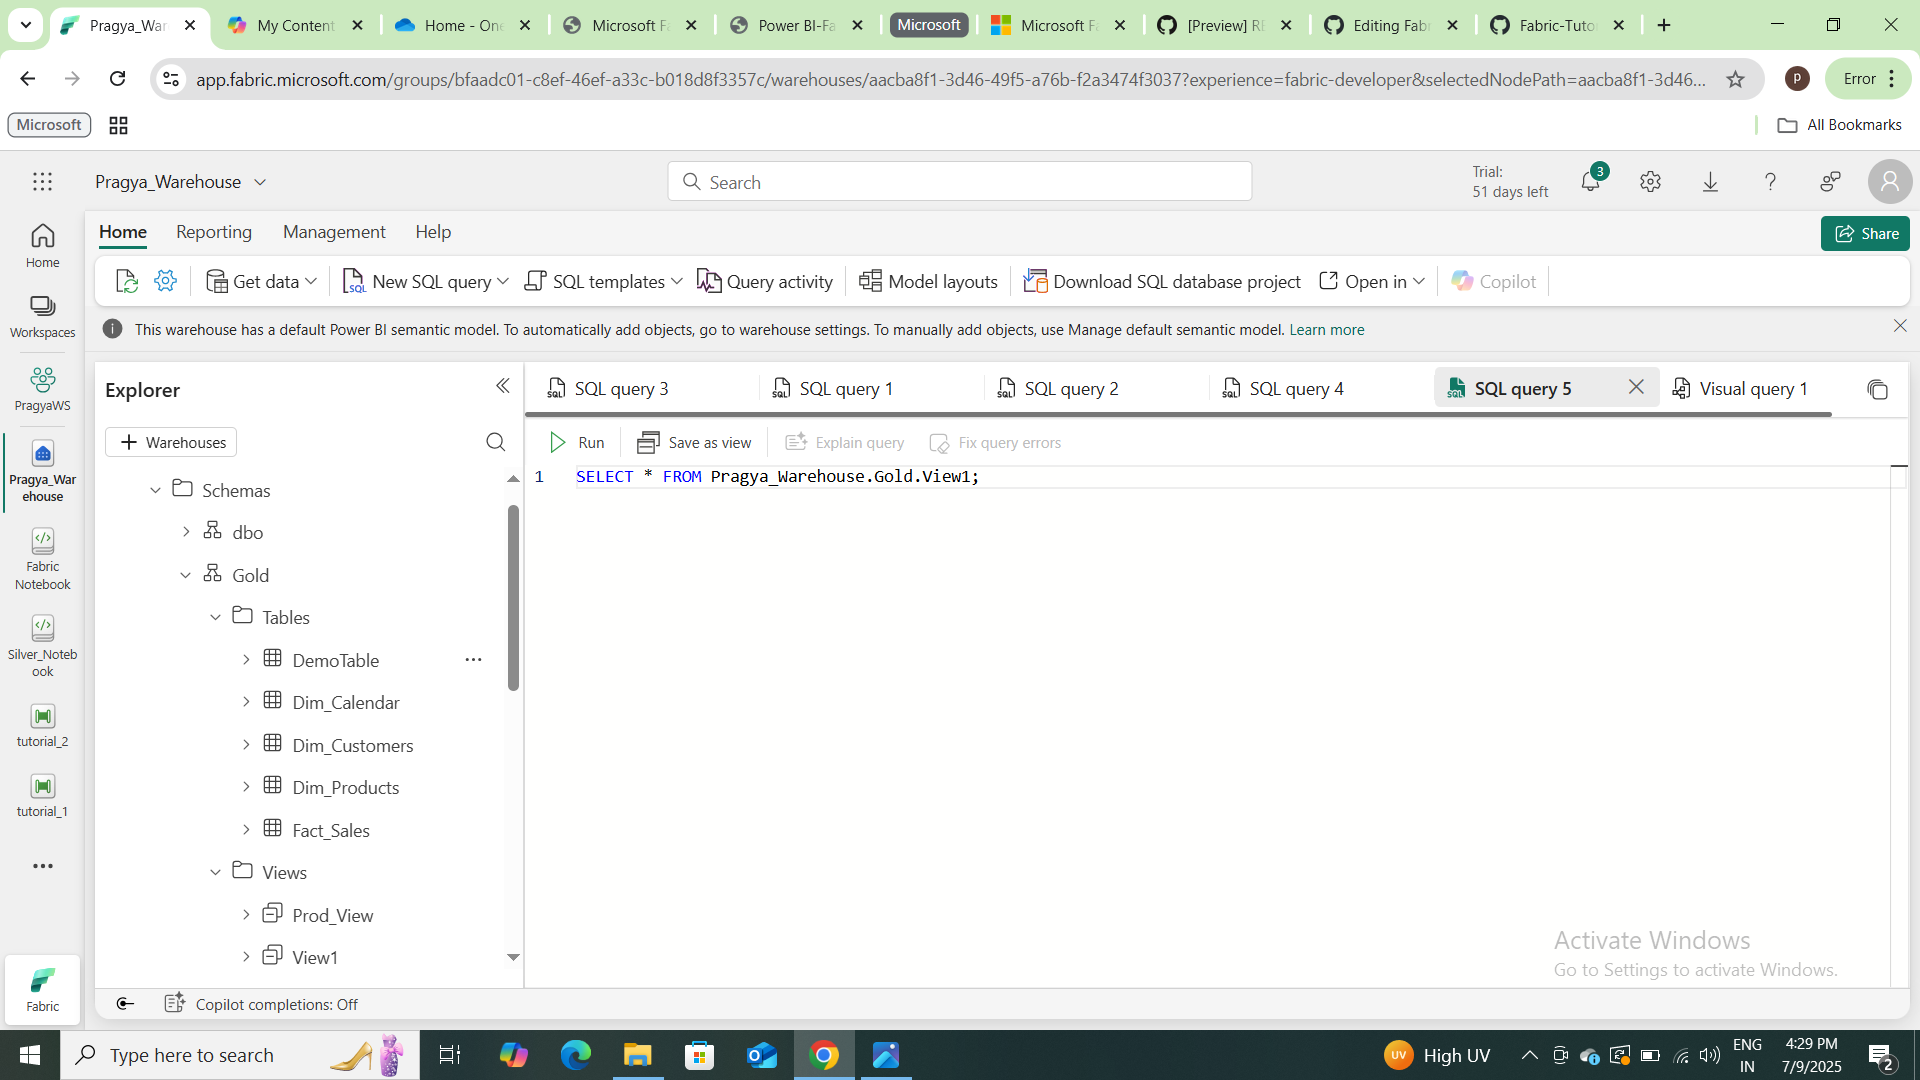 Pragya_War
My Content
Home - One
Microsoft Fa
Power BI-Fa
Microsoft
Microsoft Fa
[Preview] RE
Editing Fabr
Fabric-Tuto
app.fabric.microsoft.com/groups/bfaadc01-c8ef-46ef-a33c-b018d8f3357c/warehouses/aacba8f1-3d46-49f5-a76b-f2a3474f3037?experience=fabric-developer&selectedNodePath=aacba8f1-3d46...
P
Error
Microsoft
All Bookmarks
Pragya_Warehouse
Search
Trial:
51 days left
3
Home
Reporting
Management
Help
Share
Get data
New SQL query
SQL templates
Query activity
Model layouts
Download SQL database project
Open in
Copilot
This warehouse has a default Power BI semantic model. To automatically add objects, go to warehouse settings. To manually add objects, use Manage default semantic model. Learn more
Home
Workspaces
PragyaWS
Pragya_War
ehouse
Fabric
Notebook
Silver_Noteb
ook
tutorial_2
tutorial_1
Fabric
Explorer
+ Warehouses
Schemas
dbo
Gold
Tables
DemoTable
Dim_Calendar
Dim_Customers
Dim_Products
Fact_Sales
Views
Prod_View
View1
SQL query 3
SQL query 1
SQL query 2
SQL query 4
SQL query 5
Visual query 1
Run
Save as view
Explain query
Fix query errors
1 SELECT * FROM Pragya_Warehouse.Gold.View1;
Activate Windows
Go to Settings to activate Windows.
Copilot completions: Off
Type here to search
UV
High UV
ENG
IN
4:29 PM
7/9/2025
2